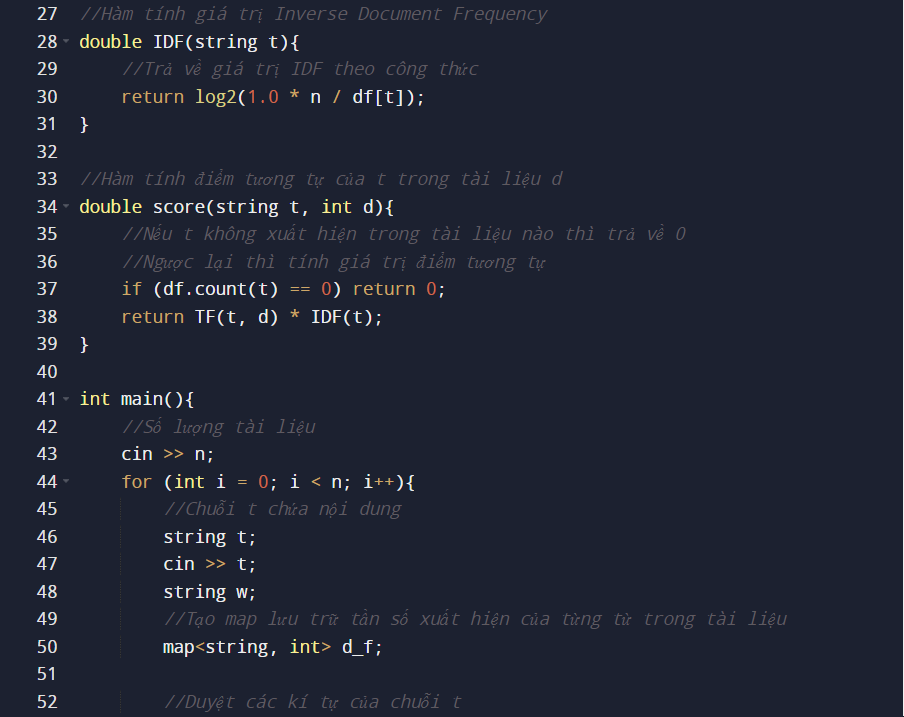 27 //Hàm tính giá trị Inverse Document Frequency
28 double IDF(string t){
29 //Trả về giá trị IDF theo công thức
30 return log2(1.0 * n / df[t]);
31 }
32
33 //Hàm tính điểm tương tự của t trong tài liệu d
34 double score(string t, int d){
35 //Nếu t không xuất hiện trong tài liệu nào thì trả về 0
36 //Ngược lại thì tính giá trị điểm tương tự
37 if (df.count(t) == 0) return 0;
38 return TF(t, d) * IDF(t);
39 }
40
41 int main(){
42 //Số lượng tài liệu
43 cin >> n;
44 for (int i = 0; i < n; i++){
45 //Chuỗi t chứa nội dung
46 string t;
47 cin >> t;
48 string w;
49 //Tạo map lưu trữ tần số xuất hiện của từng từ trong tài liệu
50 map<string, int> d_f;
51
52 //Duyệt các kí tự của chuỗi t